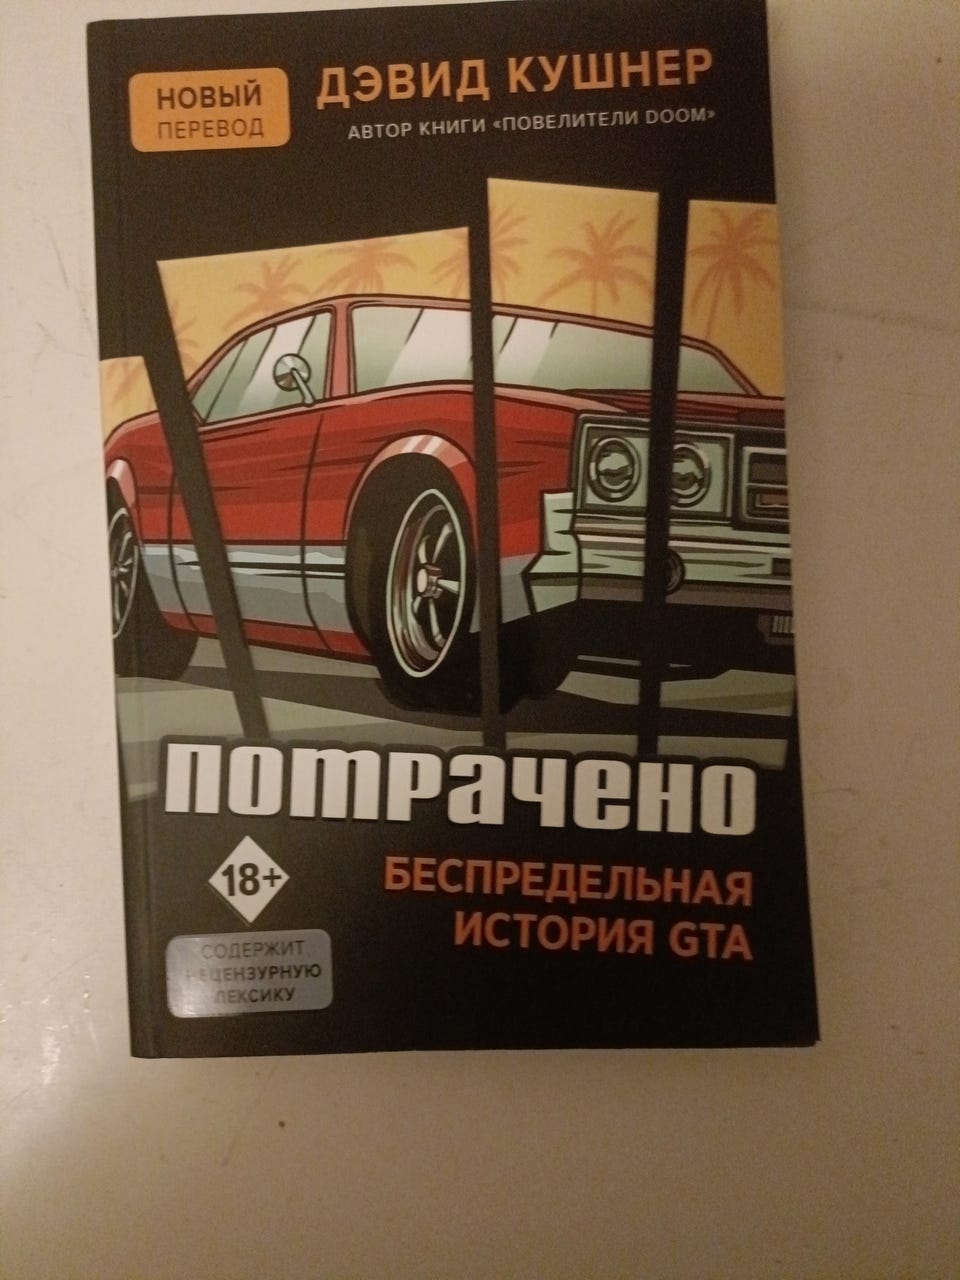 НОВЫЙ
ПЕРЕВОД
ДЭВИД КУШНЕР
АВТОР КНИГИ «ПОВЕЛИТЕЛИ DOOM»
потрачено
18+
БЕСПРЕДЕЛЬНАЯ
ИСТОРИЯ GTA
СОДЕРЖИТ
НЕЦЕНЗУРНУЮ
ЛЕКСИКУ